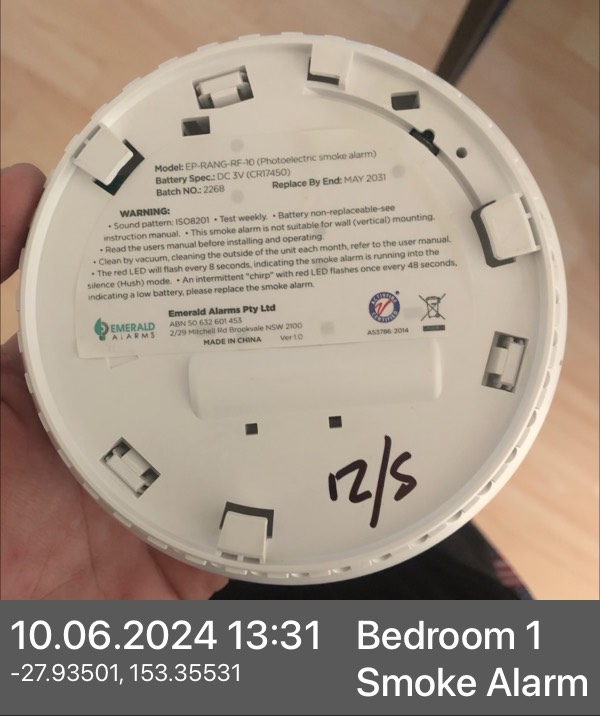 Model: EP-RANG-RF-10 (Photoelectric smoke alarm)
Battery Spec.: DC 3V (CR17450)
Batch NO.: 2268 Replace By End: MAY 2031
WARNING:
• Sound pattern: ISO8201 • Test weekly. • Battery non-replaceable-see
instruction manual. • This smoke alarm is not suitable for wall (vertical) mounting.
• Read the users manual before installing and operating.
• Clean by vacuum, cleaning the outside of the unit each month, refer to the user manual.
• The red LED will flash every 8 seconds, indicating the smoke alarm is running into the
silence (Hush) mode. • An intermittent "chirp" with red LED flashes once every 48 seconds,
indicating a low battery, please replace the smoke alarm.
EMERALD
ALARMS
Emerald Alarms Pty Ltd
ABN 50 632 601 453
2/29 Mitchell Rd Brookvale NSW 2100
MADE IN CHINA Ver1.0
AS3786: 2014
12/5
10.06.2024 13:31
-27.93501, 153.35531
Bedroom 1
Smoke Alarm